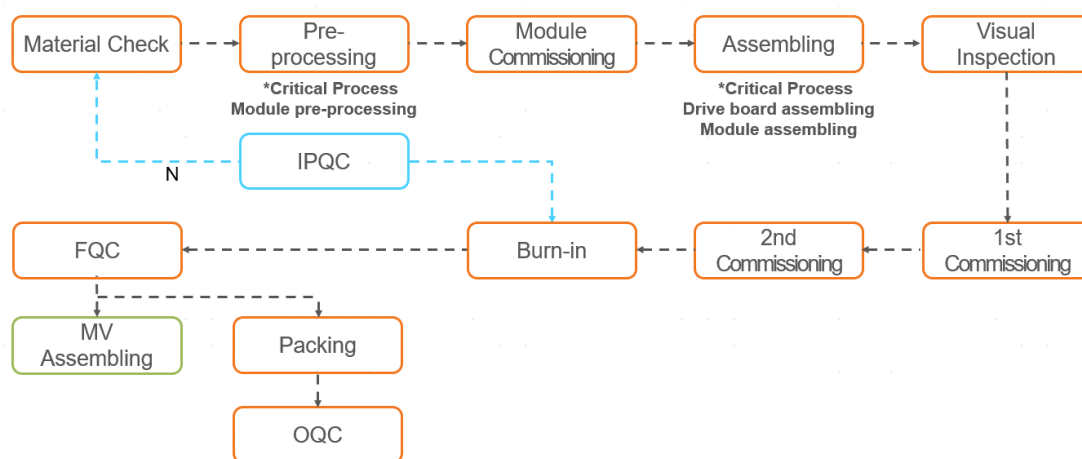 Material Check
Pre-
processing
Module
Commissioning
Assembling
Visual
Inspection
*Critical Process
Module pre-processing
*Critical Process
Drive board assembling
Module assembling
IPQC
N
FQC
Burn-in
2nd
Commissioning
1st
Commissioning
MV
Assembling
Packing
OQC